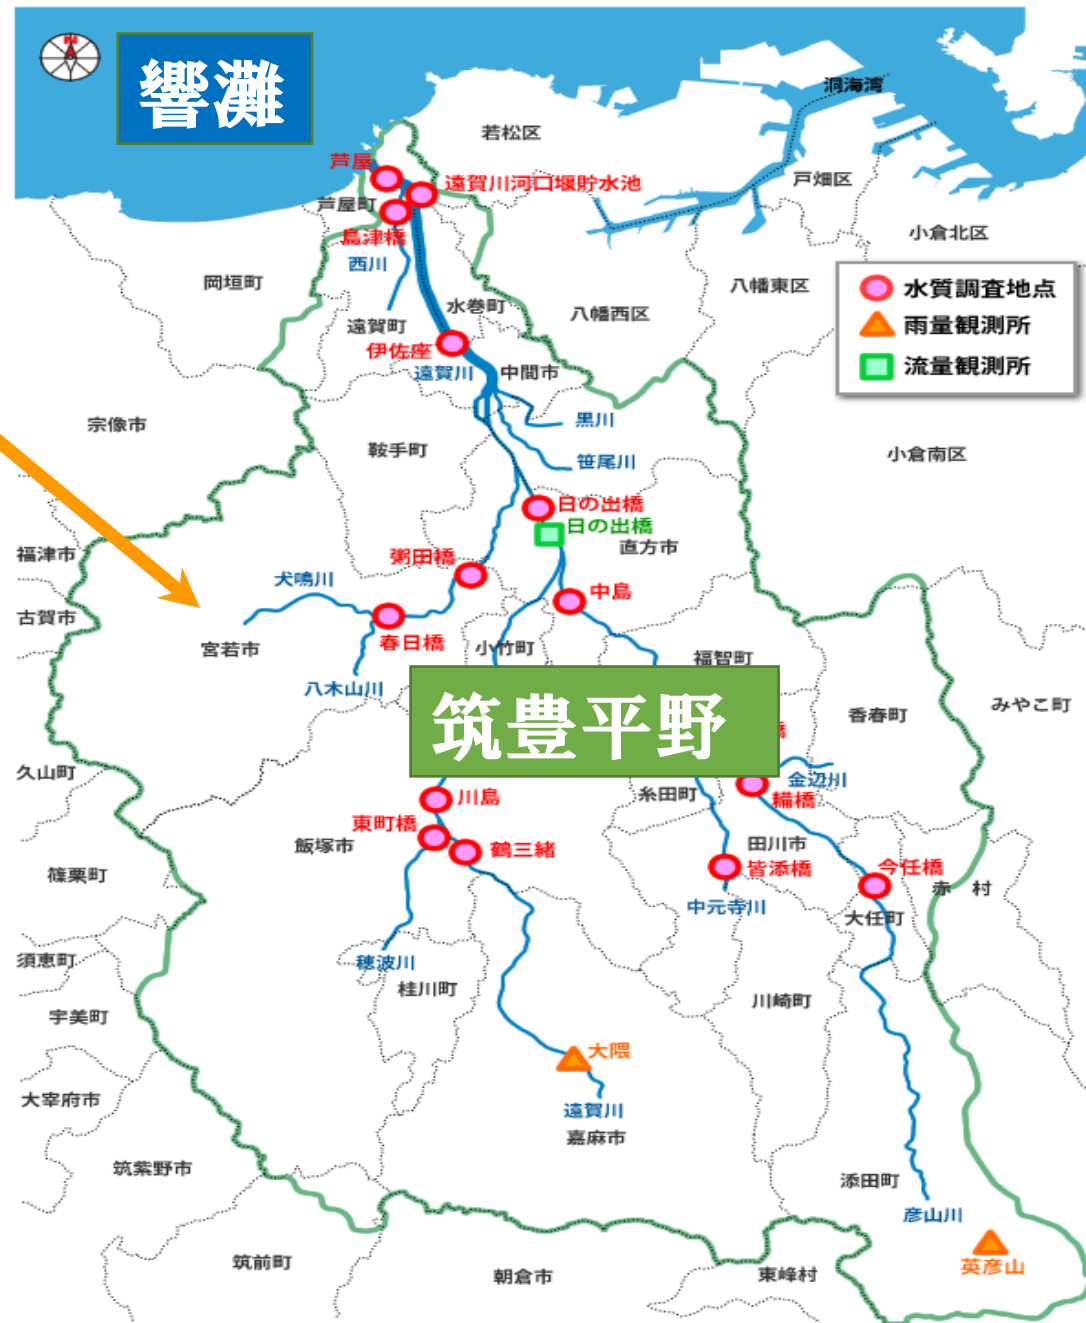 N
響灘
洞海湾
若松区
芦屋
遠賀川河口堰貯水池
戸畑区
芦屋町
島津橋
小倉北区
西川
岡垣町
八幡東区
水質調査地点
雨量観測所
流量観測所
水巻町
八幡西区
遠賀町
伊佐座
遠賀川
中間市
黒川
宗像市
鞍手町
笹尾川
小倉南区
日の出橋
日の出橋
直方市
福津市
粥田橋
犬鳴川
中島
古賀市
春日橋
宮若市
小竹町
福智町
八木山川
みやこ町
香春町
筑豊平野
橋
久山町
金辺川
糸田町
川島
糒橋
東町橋
飯塚市
鶴三緒
田川市
皆添橋
今任橋
篠栗町
赤 村
中元寺川
大任町
須恵町
穂波川
桂川町
川崎町
宇美町
大隈
大宰府市
遠賀川
嘉麻市
筑紫野市
添田町
彦山川
筑前町
朝倉市
東峰村
英彦山